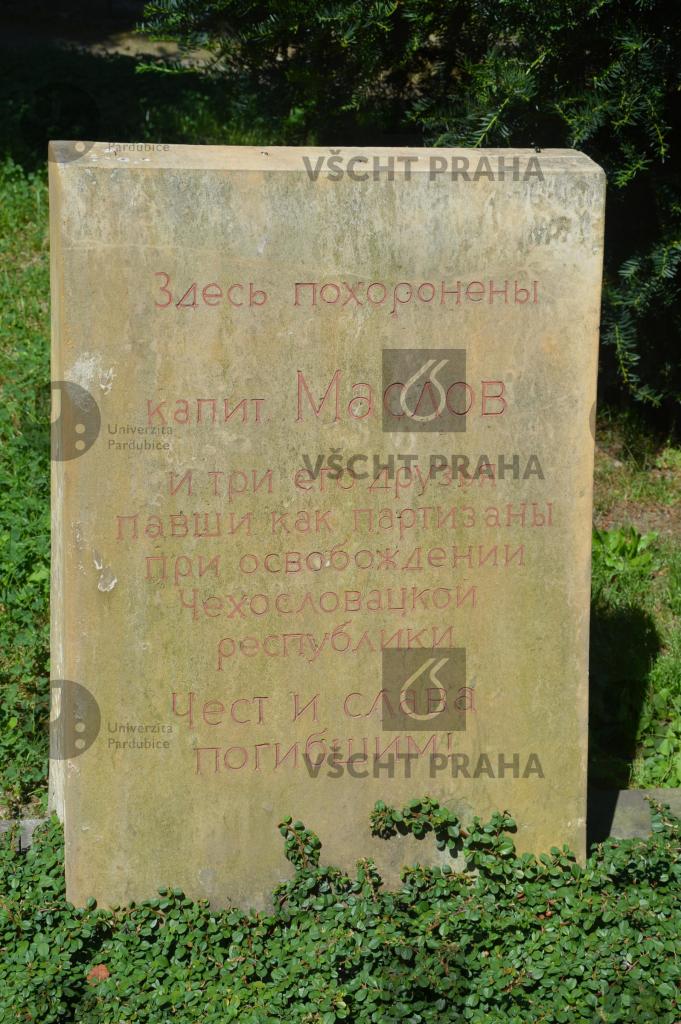 VŠCHT PRAHA
Pardubice
Здесь похоронены
капит. Маслов
Univerzita
Pardubice
VŠCHT PRAHA
и три его друзья
павши как партизаны
при освобождении
Чехословацкой
республики
Чест и слава
Univerzita
Pardubice
погибшим!
VŠCHT PRAHA